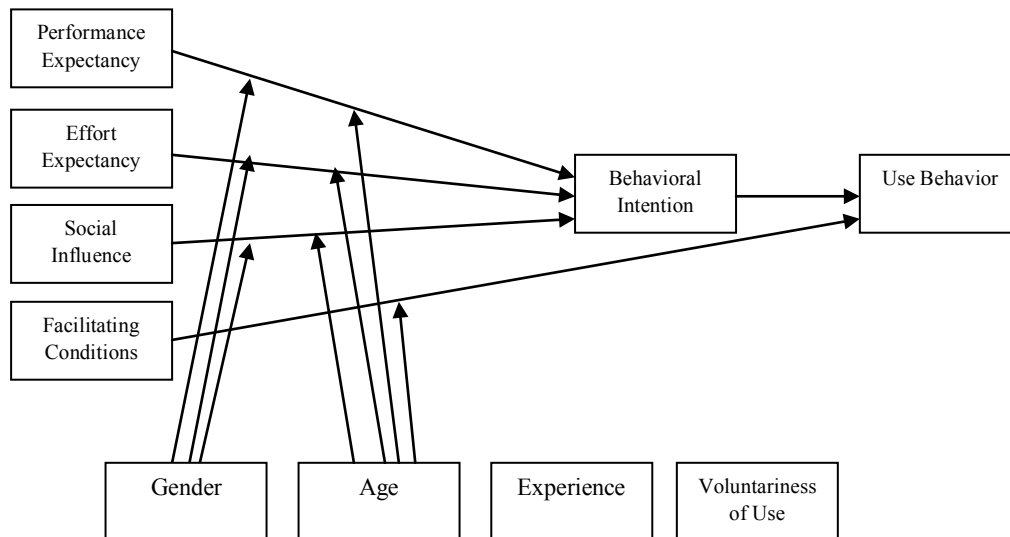 Performance
Expectancy
Effort
Expectancy
Social
Influence
Facilitating
Conditions
Behavioral
Intention
Use Behavior
Gender
Age
Experience
Voluntariness
of Use